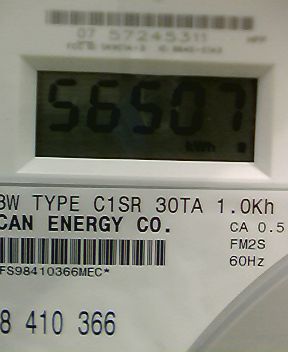 07 57245311
56507
kWh
3W TYPE C1SR 30TA 1.0Kh
CAN ENERGY CO.
CA 0.5
FM2S
60Hz
FS98410366MEC*
8 410 366